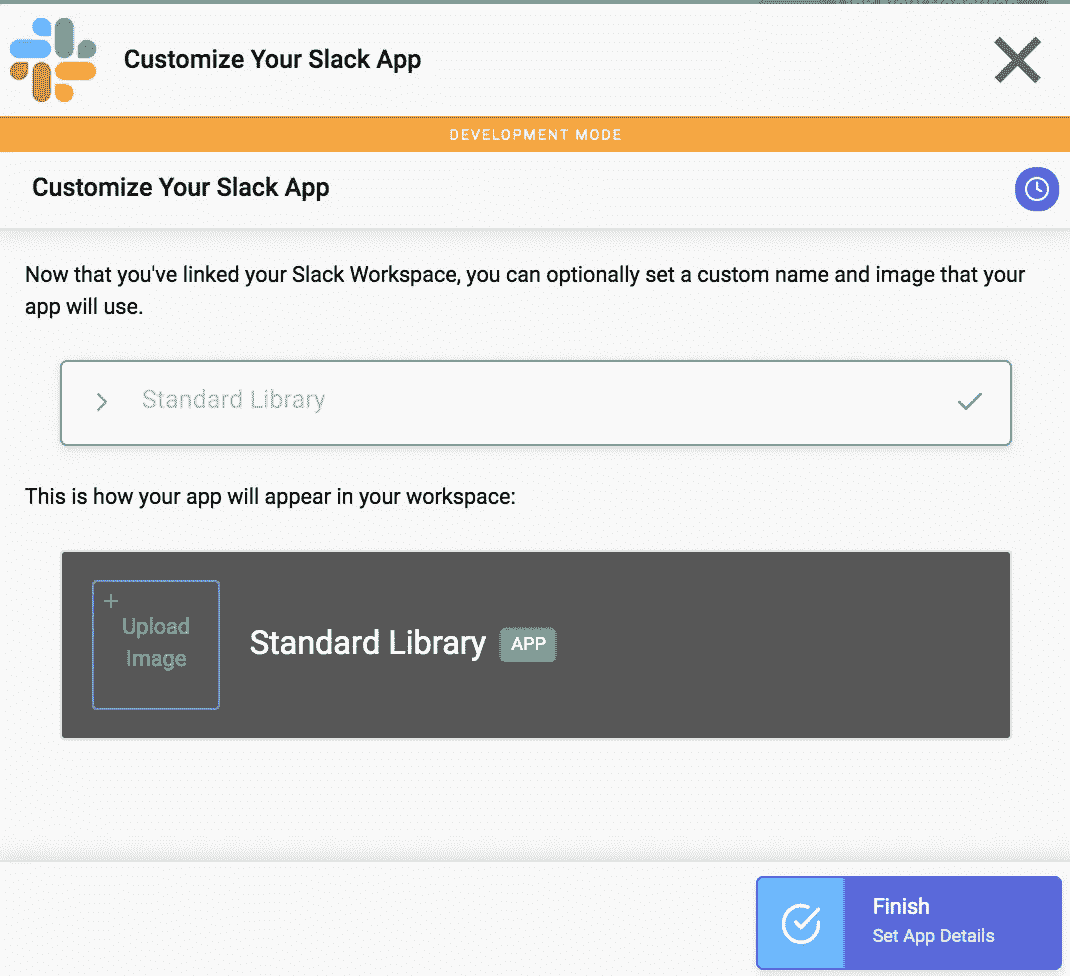 Customize Your Slack App
DEVELOPMENT MODE
Customize Your Slack App
Now that you've linked your Slack Workspace, you can optionally set a custom name and image that your
app will use.
Standard Library
This is how your app will appear in your workspace:
+
Upload
Image
Standard Library APP
Finish
Set App Details